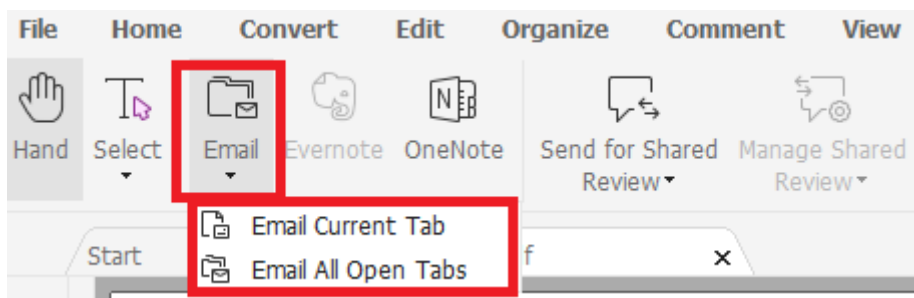 File Home Convert Edit Organize Comment View
Hand Select Email Evernote OneNote Send for Shared Manage Shared
Review Review
Email Current Tab
Start f
Email All Open Tabs